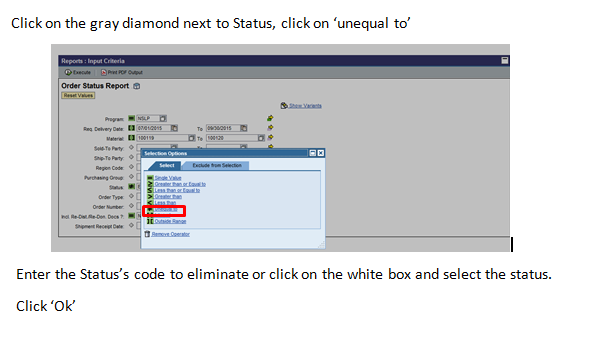 Click on the gray diamond next to Status, click on ‘unequal to’
Reports : Input Criteria
Execute Print PDF Output
Order Status Report
Reset Values
Show Variants
Program: NSLP
Req. Delivery Date: 07/01/2015 To 09/30/2015
Material: 100119 To 100120
Sold-To Party:
Ship-To Party:
Region Code:
Purchasing Group:
Status:
Order Type:
Order Number:
Incl. Re-Dist./Re-Don. Docs ?:
Shipment Receipt Date:
Selection Options
Select Exclude from Selection
Single Value
Greater than or Equal to
Less than or Equal to
Greater than
Less than
Unequal to
Outside Range
Remove Operator
Enter the Status’s code to eliminate or click on the white box and select the status.
Click ‘Ok’